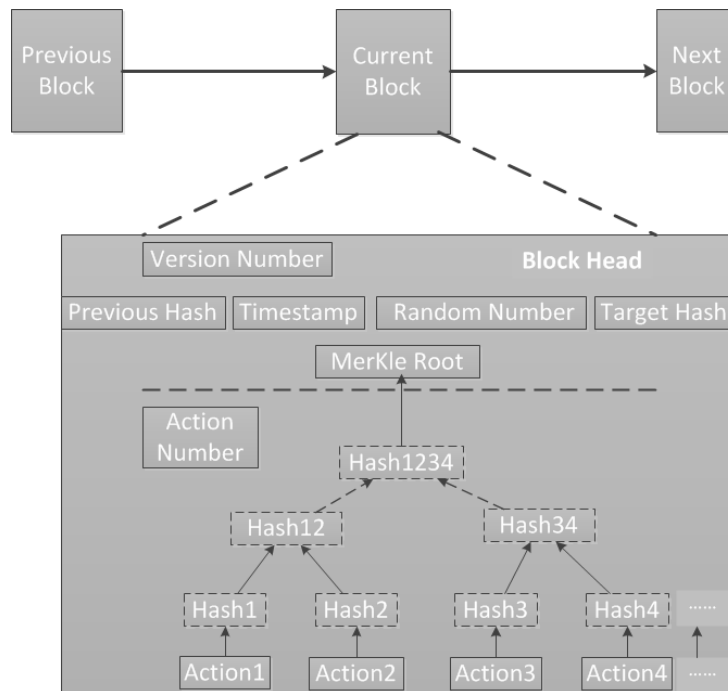 Previous
Block
Current
Block
Next
Block
Version Number
Block Head
Previous Hash
Timestamp
Random Number
Target Hash
MerKle Root
Action
Number
Hash1234
Hash12
Hash34
Hash1
Hash2
Hash3
Hash4
......
Action1
Action2
Action3
Action4
......